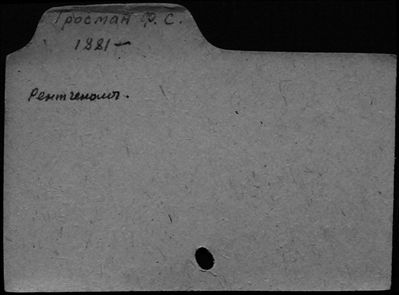 Гросман Ф. С.
1881 —
Рентгенолог.